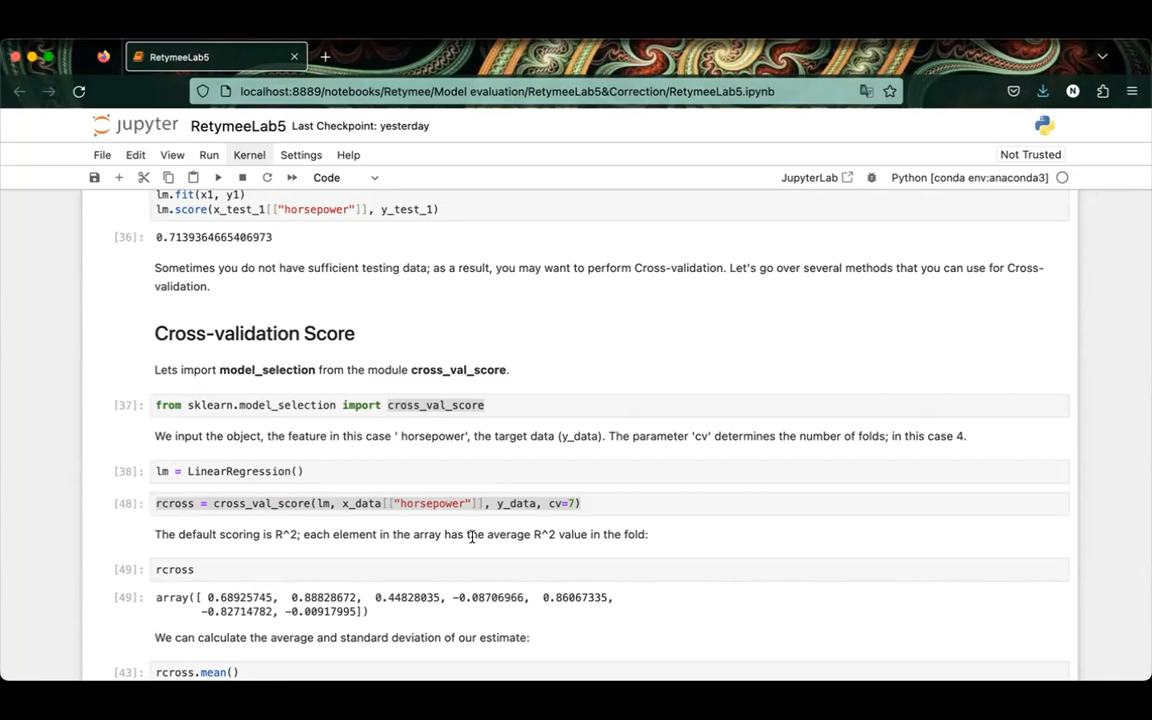 RetymeeLab5
localhost:8889/notebooks/Retymee/Model evaluation/RetymeeLab5&Correction/RetymeeLab5.ipynb
N
jupyter RetymeeLab5 Last Checkpoint: yesterday
File Edit View Run Kernel Settings Help Not Trusted
Code JupyterLab Python [conda env:anaconda3]
lm.fit(x1, y1)
lm.score(x_test_1[["horsepower"]], y_test_1)
[36]: 0.7139364665406973
Sometimes you do not have sufficient testing data; as a result, you may want to perform Cross-validation. Let's go over several methods that you can use for Cross-
validation.
Cross-validation Score
Lets import model_selection from the module cross_val_score.
[37]: from sklearn.model_selection import cross_val_score
We input the object, the feature in this case ' horsepower', the target data (y_data). The parameter 'cv' determines the number of folds; in this case 4.
[38]: lm = LinearRegression()
[48]: rcross = cross_val_score(lm, x_data[["horsepower"]], y_data, cv=7)
The default scoring is R^2; each element in the array has the average R^2 value in the fold:
[49]: rcross
[49]: array([ 0.68925745, 0.88828672, 0.44828035, -0.08706966, 0.86067335,
-0.82714782, -0.00917995])
We can calculate the average and standard deviation of our estimate:
[43]: rcross.mean()